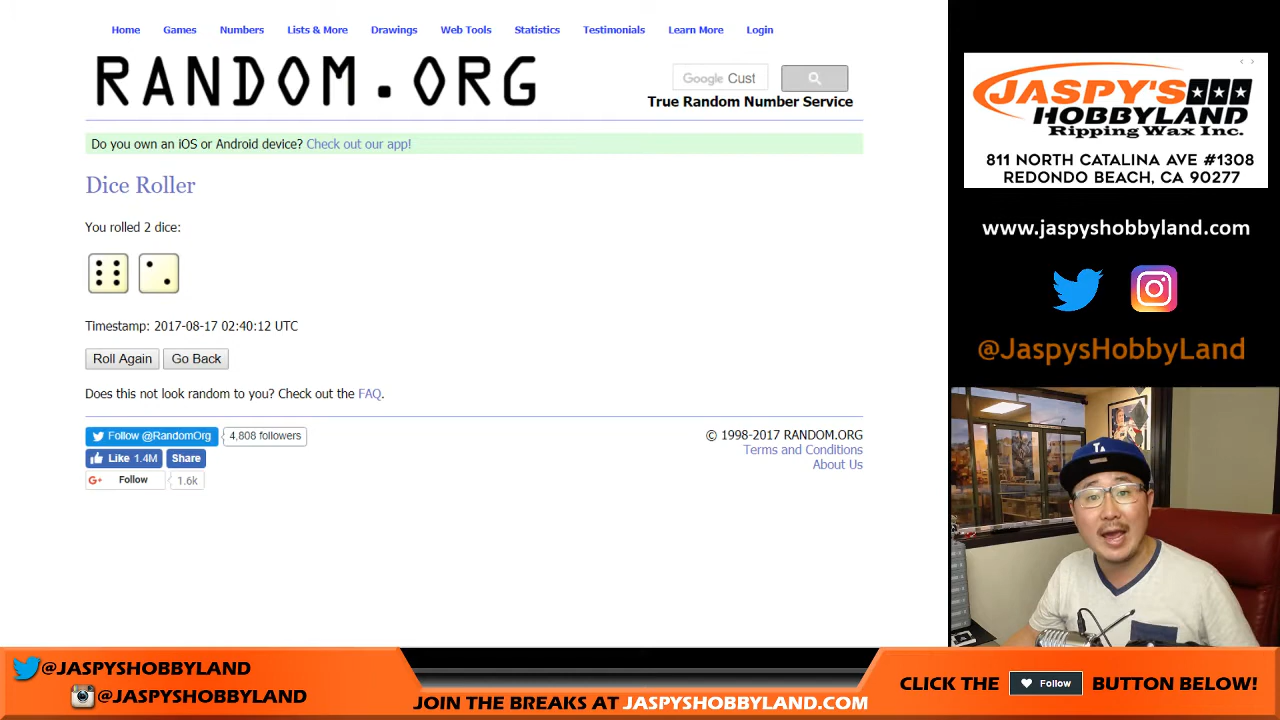 Home Games Numbers Lists & More Drawings Web Tools Statistics Testimonials Learn More Login
RANDOM.ORG
Google Cust
True Random Number Service
Do you own an iOS or Android device? Check out our app!
Dice Roller
You rolled 2 dice:
Timestamp: 2017-08-17 02:40:12 UTC
Roll Again Go Back
Does this not look random to you? Check out the FAQ.
Follow @RandomOrg 4,808 followers
Like 1.4M Share
G+ Follow 1.6k
© 1998-2017 RANDOM.ORG
Terms and Conditions
About Us
JASPY'S
HOBBYLAND
Ripping Wax Inc.
811 NORTH CATALINA AVE #1308
REDONDO BEACH, CA 90277
www.jaspyshobbyland.com
@JaspysHobbyLand
LA
@JASPYSHOBBYLAND
@JASPYSHOBBYLAND
JOIN THE BREAKS AT JASPYSHOBBYLAND.COM
CLICK THE Follow BUTTON BELOW!